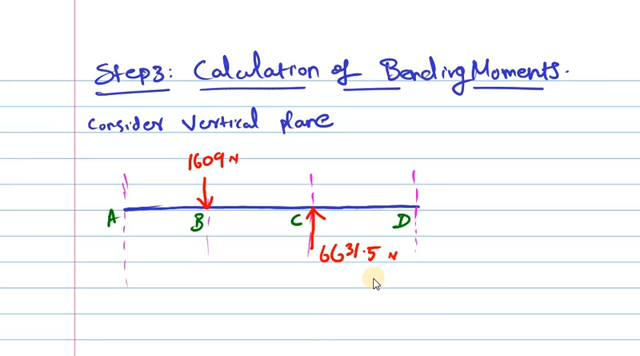 Step3: Calculation of Bending Moments.
Consider Vertical plane
1609 N
A B C D
6631.5 N